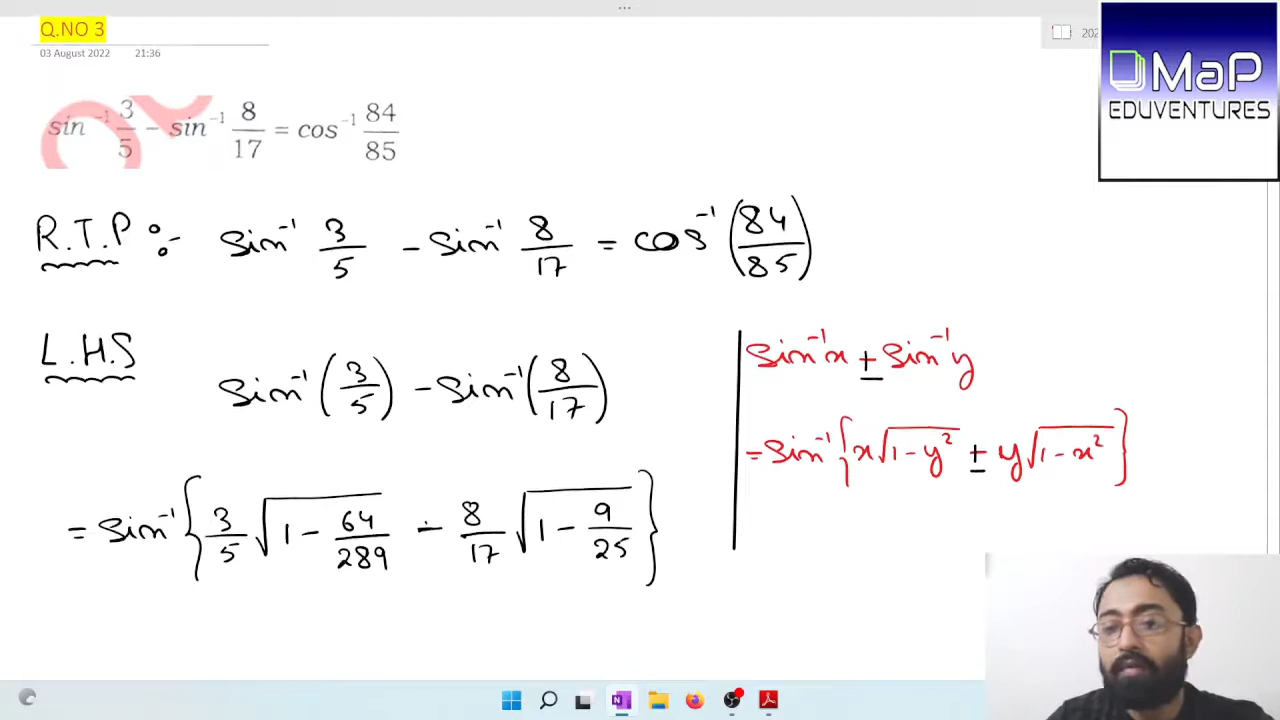 ...
Q.NO 3
03 August 2022 21:36
202
MaP
EDUVENTURES
sin⁻¹ 3/5 − sin⁻¹ 8/17 = cos⁻¹ 84/85
R.T.P :- sin⁻¹ 3/5 − sin⁻¹ 8/17 = cos⁻¹ (84/85)
L.H.S
sin⁻¹ (3/5) − sin⁻¹ (8/17)
= sin⁻¹ { 3/5 √(1 − 64/289) − 8/17 √(1 − 9/25) }
sin⁻¹x ± sin⁻¹y
= sin⁻¹ { x√(1 − y²) ± y√(1 − x²) }